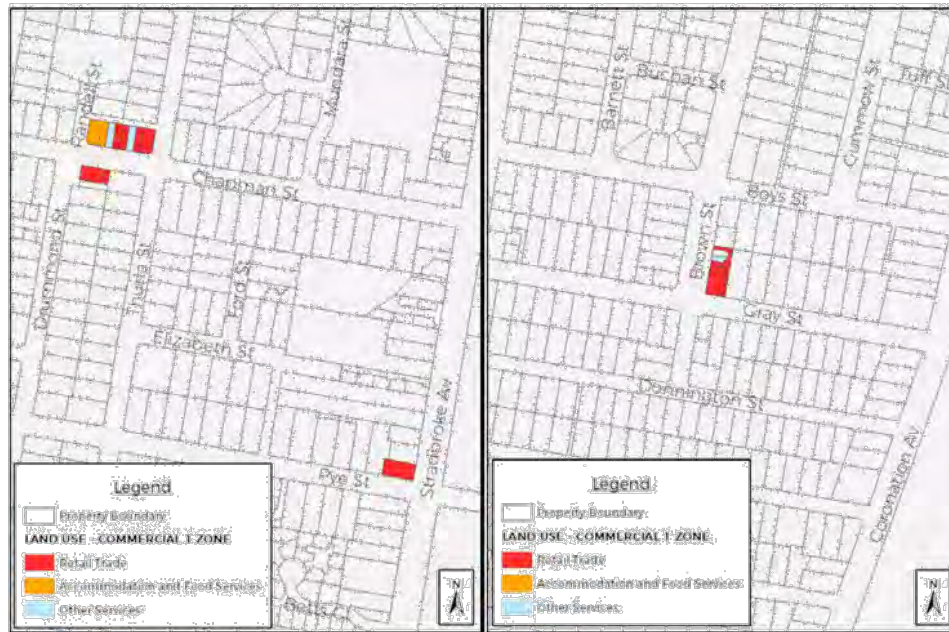 Randall St
Chapman St
Drummond St
Ford St
Elizabeth St
Stradbroke Av
Pye St
Legend
Property Boundary
LAND USE - COMMERCIAL 1 ZONE
Retail Trade
Accommodation and Food Services
Other Services
N
Barnett St
Buchan St
Boys St
Brown St
Gray St
Donnington St
Coronation Av
Legend
Property Boundary
LAND USE - COMMERCIAL 1 ZONE
Retail Trade
Accommodation and Food Services
Other Services
N